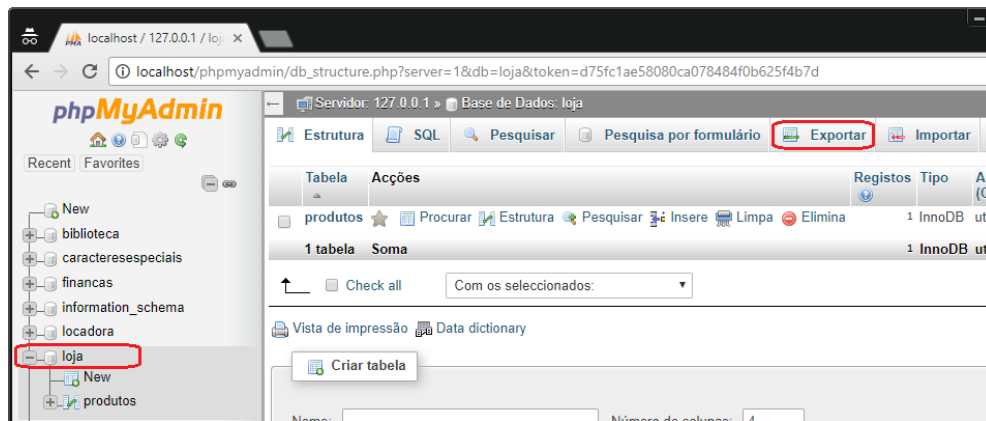 localhost / 127.0.0.1 / loj
localhost/phpmyadmin/db_structure.php?server=1&db=loja&token=d75fc1ae58080ca078484f0b625f4b7d
phpMyAdmin
Recent Favorites
New
biblioteca
caracteresespeciais
financas
information_schema
locadora
loja
New
produtos
Servidor: 127.0.0.1 » Base de Dados: loja
Estrutura SQL Pesquisar Pesquisa por formulário Exportar Importar
Tabela Acções Registos Tipo A
(C
produtos Procurar Estrutura Pesquisar Insere Limpa Elimina 1 InnoDB ut
1 tabela Soma 1 InnoDB ut
Check all Com os seleccionados:
Vista de impressão Data dictionary
Criar tabela
Nome: Número de colunas: 4